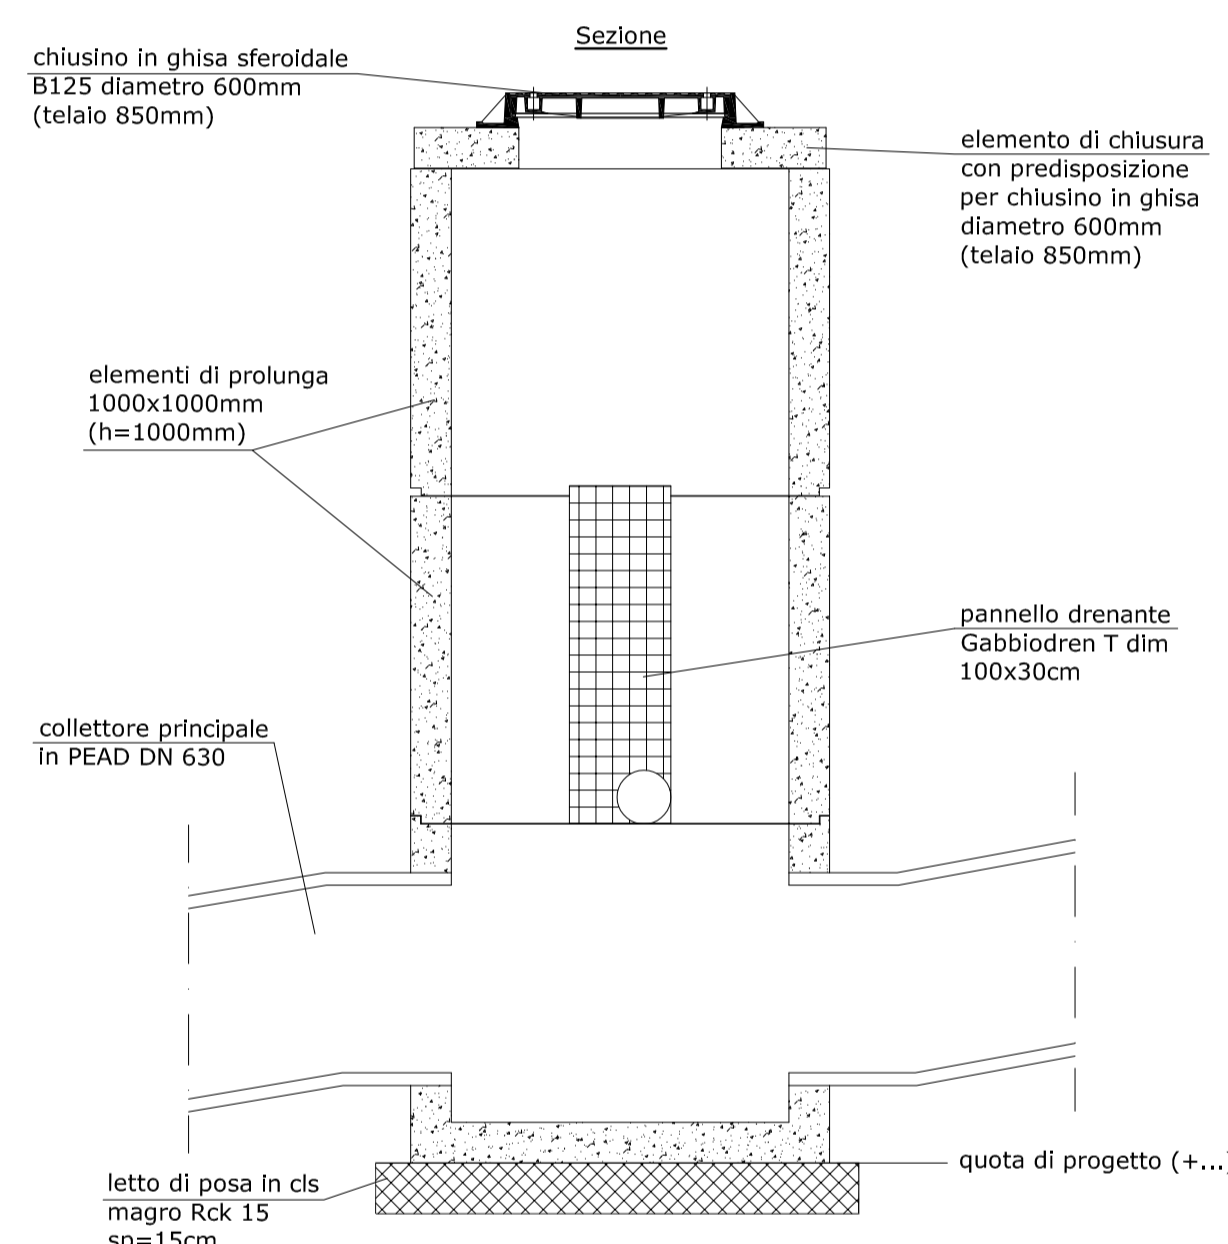 Sezione
chiusino in ghisa sferoidale
B125 diametro 600mm
(telaio 850mm)
elemento di chiusura
con predisposizione
per chiusino in ghisa
diametro 600mm
(telaio 850mm)
elementi di prolunga
1000x1000mm
(h=1000mm)
pannello drenante
Gabbiodren T dim
100x30cm
collettore principale
in PEAD DN 630
quota di progetto (+...)
letto di posa in cls
magro Rck 15
sp=15cm